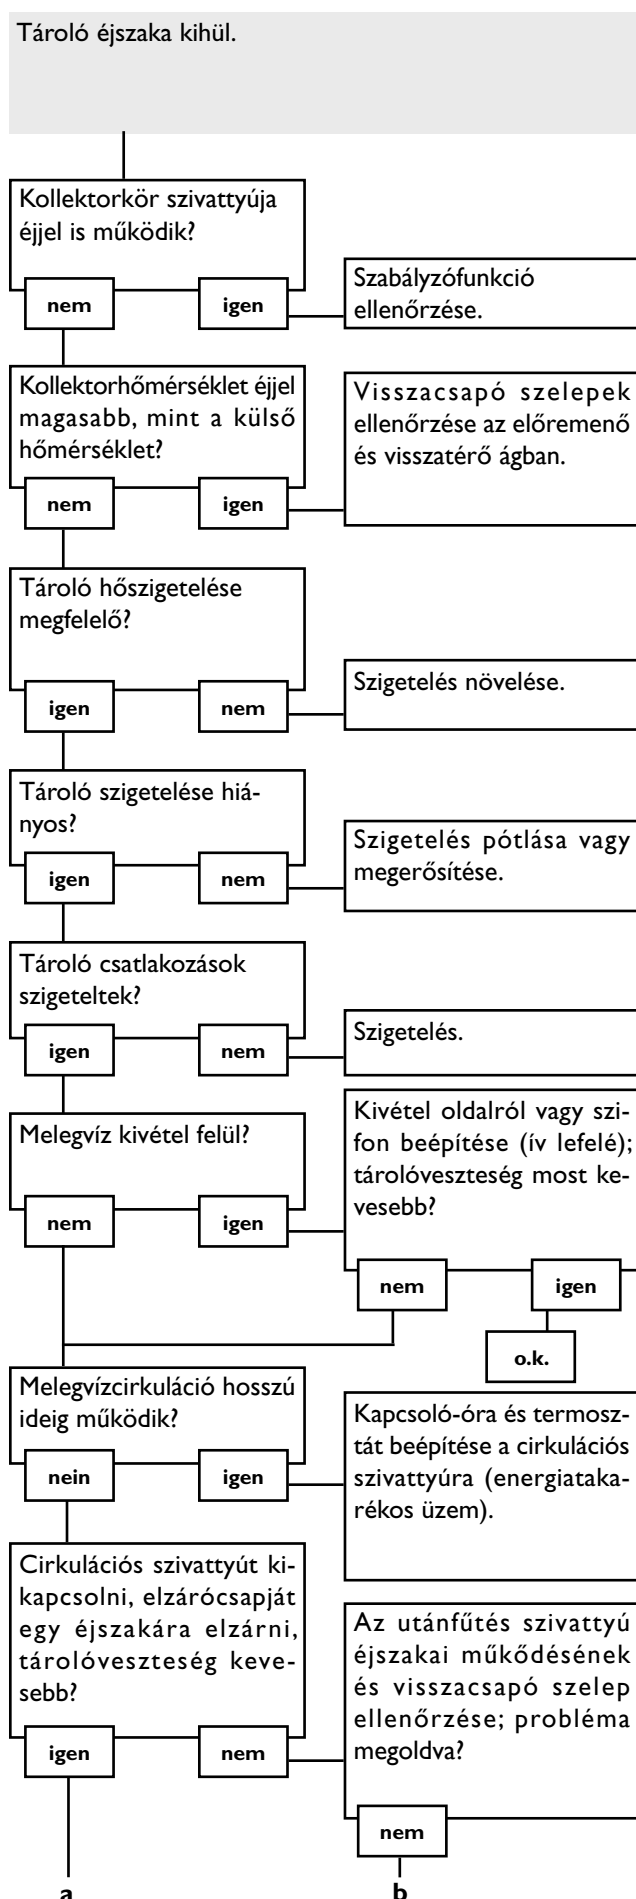 Tároló éjszaka kihül.
Kollektorkör szivattyúja
éjjel is működik?
nem
igen
Szabályzófunkció
ellenőrzése.
Kollektorhőmérséklet éjjel
magasabb, mint a külső
hőmérséklet?
nem
igen
Visszacsapó szelepek
ellenőrzése az előremenő
és visszatérő ágban.
Tároló hőszigetelése
megfelelő?
igen
nem
Szigetelés növelése.
Tároló szigetelése hiá-
nyos?
igen
nem
Szigetelés pótlása vagy
megerősítése.
Tároló csatlakozások
szigeteltek?
igen
nem
Szigetelés.
Melegvíz kivétel felül?
nem
igen
Kivétel oldalról vagy szi-
fon beépítése (ív lefelé);
tárolóveszteség most ke-
vesebb?
nem
igen
o.k.
Melegvízcirkuláció hosszú
ideig működik?
nein
igen
Kapcsoló-óra és termosz-
tát beépítése a cirkulációs
szivattyúra (energiataka-
rékos üzem).
Cirkulációs szivattyút ki-
kapcsolni, elzárócsapját
egy éjszakára elzárni,
tárolóveszteség keve-
sebb?
igen
nem
Az utánfűtés szivattyú
éjszakai műkődésének
és visszacsapó szelep
ellenőrzése; probléma
megoldva?
nem
a
b